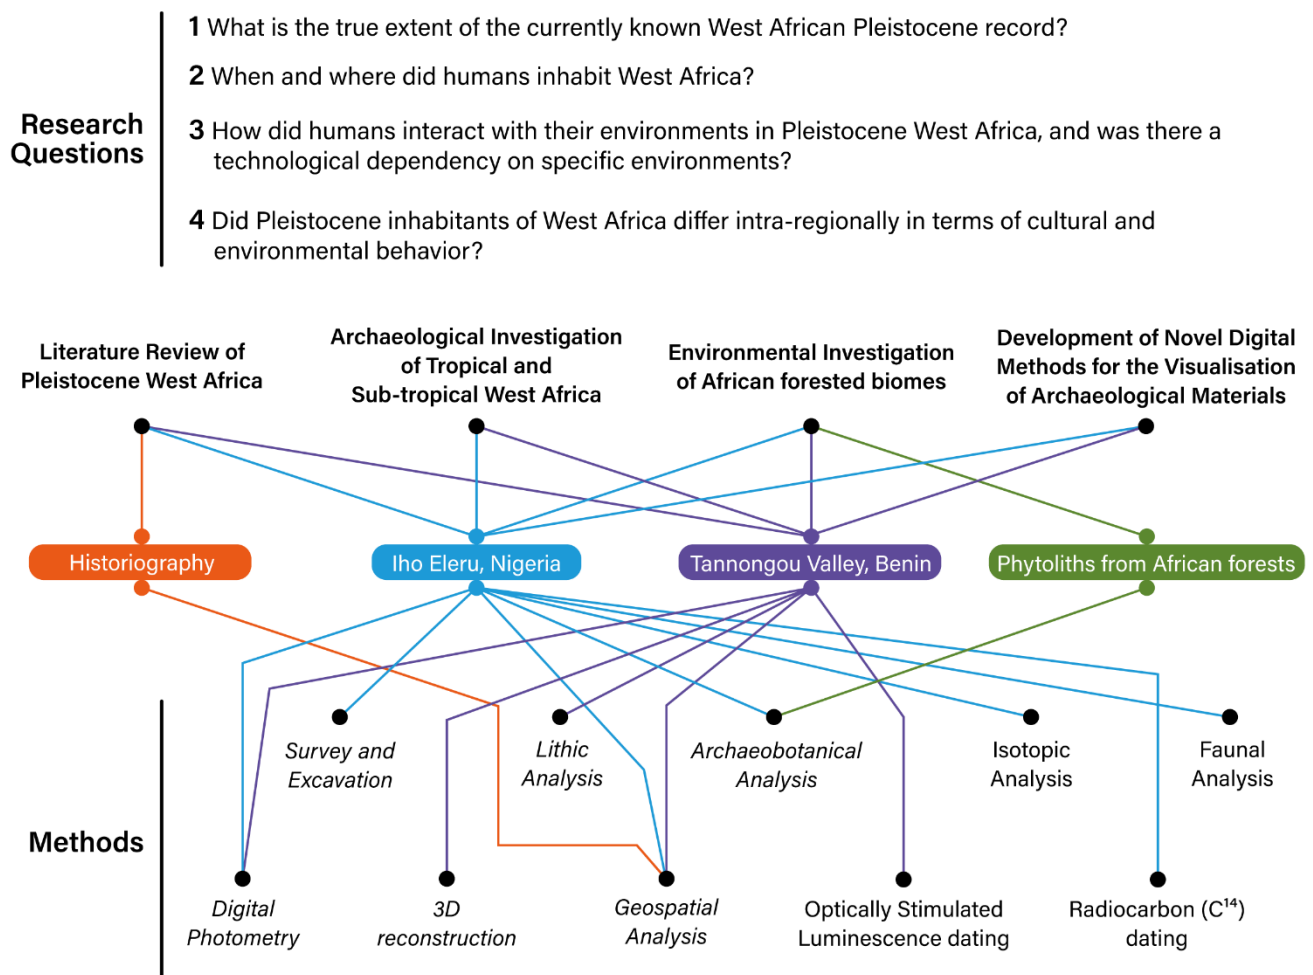 Research
Questions
1 What is the true extent of the currently known West African Pleistocene record?
2 When and where did humans inhabit West Africa?
3 How did humans interact with their environments in Pleistocene West Africa, and was there a
technological dependency on specific environments?
4 Did Pleistocene inhabitants of West Africa differ intra-regionally in terms of cultural and
environmental behavior?
Literature Review of
Pleistocene West Africa
Archaeological Investigation
of Tropical and
Sub-tropical West Africa
Environmental Investigation
of African forested biomes
Development of Novel Digital
Methods for the Visualisation
of Archaeological Materials
Historiography
Iho Eleru, Nigeria
Tannongou Valley, Benin
Phytoliths from African forests
Methods
Survey and
Excavation
Lithic
Analysis
Archaeobotanical
Analysis
Isotopic
Analysis
Faunal
Analysis
Digital
Photometry
3D
reconstruction
Geospatial
Analysis
Optically Stimulated
Luminescence dating
Radiocarbon (C¹⁴)
dating